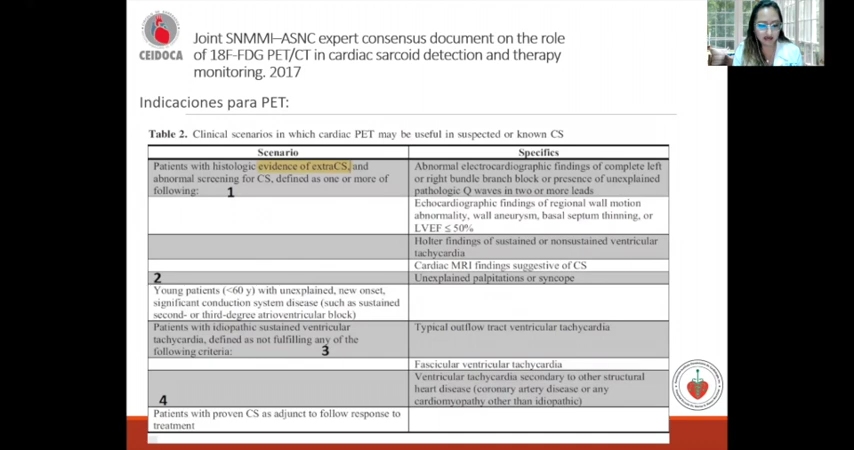 CEIDOCA
Joint SNMMI–ASNC expert consensus document on the role
of 18F-FDG PET/CT in cardiac sarcoid detection and therapy
monitoring. 2017
Indicaciones para PET:
Table 2. Clinical scenarios in which cardiac PET may be useful in suspected or known CS
Scenario
Specifics
Patients with histologic evidence of extraCS, and
abnormal screening for CS, defined as one or more of
following:
1
Abnormal electrocardiographic findings of complete left
or right bundle branch block or presence of unexplained
pathologic Q waves in two or more leads
Echocardiographic findings of regional wall motion
abnormality, wall aneurysm, basal septum thinning, or
LVEF ≤ 50%
Holter findings of sustained or nonsustained ventricular
tachycardia
Cardiac MRI findings suggestive of CS
2
Unexplained palpitations or syncope
Young patients (<60 y) with unexplained, new onset,
significant conduction system disease (such as sustained
second- or third-degree atrioventricular block)
Patients with idiopathic sustained ventricular
tachycardia, defined as not fulfilling any of the
following criteria:
3
Typical outflow tract ventricular tachycardia
Fascicular ventricular tachycardia
4
Ventricular tachycardia secondary to other structural
heart disease (coronary artery disease or any
cardiomyopathy other than idiopathic)
Patients with proven CS as adjunct to follow response to
treatment